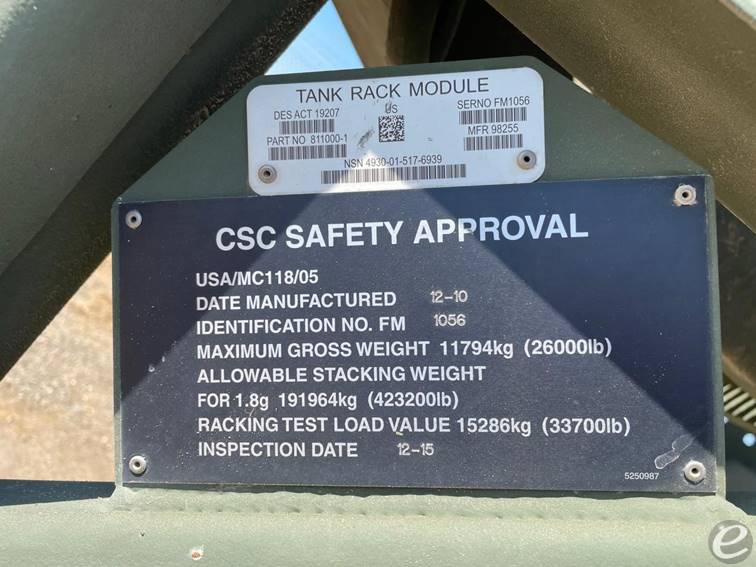 TANK RACK MODULE
DES ACT 19207
US
SERNO FM1056
PART NO 811000-1
MFR 98255
NSN 4930-01-517-6939
CSC SAFETY APPROVAL
USA/MC118/05
DATE MANUFACTURED 12-10
IDENTIFICATION NO. FM 1056
MAXIMUM GROSS WEIGHT 11794kg (26000lb)
ALLOWABLE STACKING WEIGHT
FOR 1.8g 191964kg (423200lb)
RACKING TEST LOAD VALUE 15286kg (33700lb)
INSPECTION DATE 12-15
5250987
e